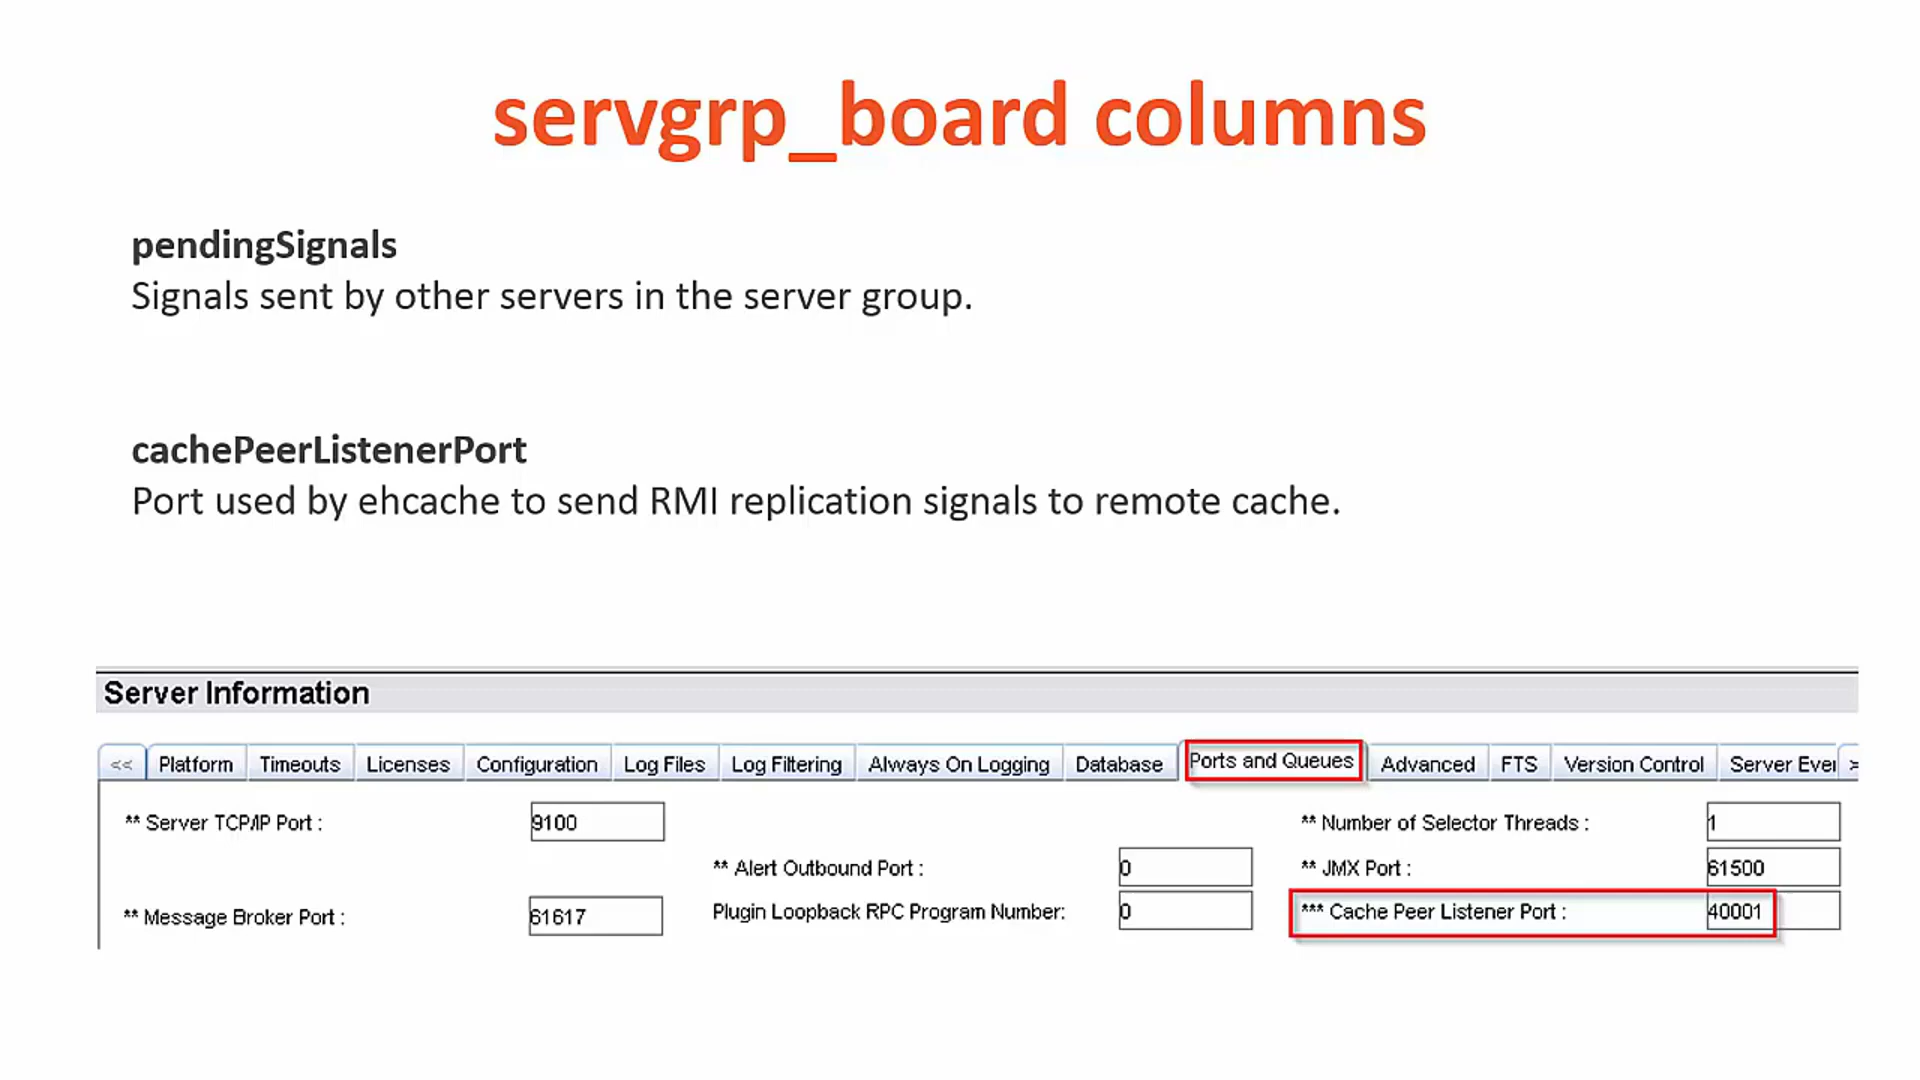 servgrp_board columns
pendingSignals
Signals sent by other servers in the server group.
cachePeerListenerPort
Port used by ehcache to send RMI replication signals to remote cache.
Server Information
<< Platform Timeouts Licenses Configuration Log Files Log Filtering Always On Logging Database Ports and Queues Advanced FTS Version Control Server Ever >
** Server TCP/IP Port : 9100 ** Number of Selector Threads : 1
** Alert Outbound Port : 0 ** JMX Port : 61500
** Message Broker Port : 61617 Plugin Loopback RPC Program Number: 0 *** Cache Peer Listener Port : 40001